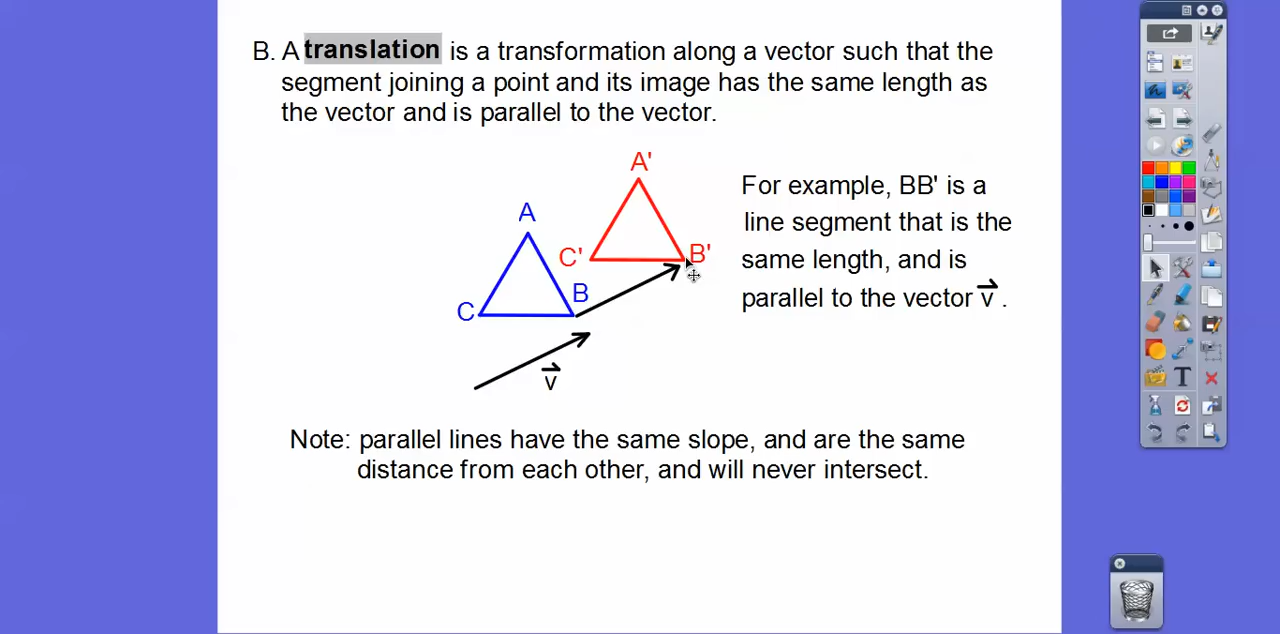 B. A translation is a transformation along a vector such that the
segment joining a point and its image has the same length as
the vector and is parallel to the vector.
A'
A
C'
B'
B
C
v
For example, BB' is a
line segment that is the
same length, and is
parallel to the vector v .
Note: parallel lines have the same slope, and are the same
distance from each other, and will never intersect.